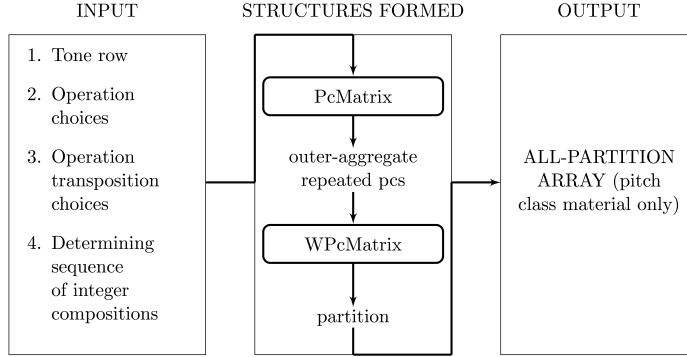 INPUT
1. Tone row
2. Operation
choices
3. Operation
transposition
choices
4. Determining
sequence
of integer
compositions
STRUCTURES FORMED
PcMatrix
outer-aggregate
repeated pcs
WPcMatrix
partition
OUTPUT
ALL-PARTITION
ARRAY (pitch
class material only)